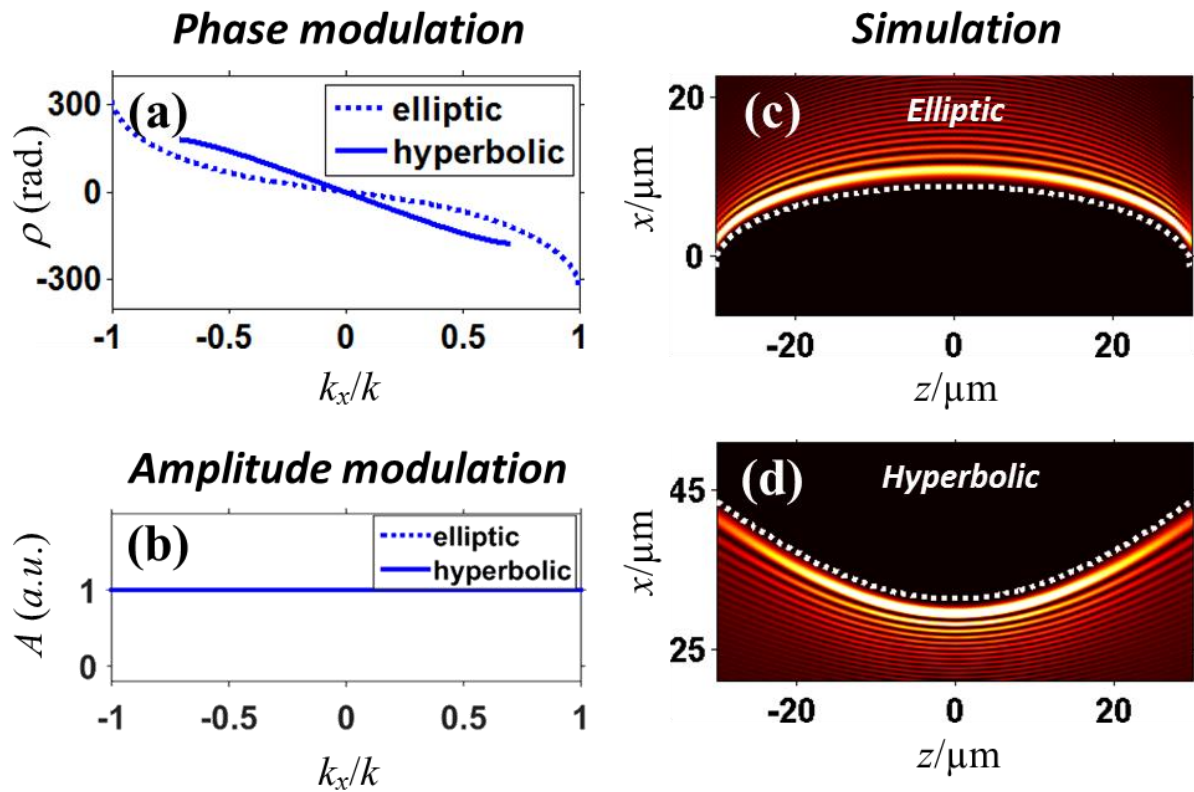 Phase modulation
(a)
elliptic
hyperbolic
300
0
-300
ρ (rad.)
-1 -0.5 0 0.5 1
kx/k
Simulation
(c)
Elliptic
20
0
x/μm
-20 0 20
z/μm
Amplitude modulation
(b)
elliptic
hyperbolic
1
0
A (a.u.)
-1 -0.5 0 0.5 1
kx/k
(d)
Hyperbolic
45
25
x/μm
-20 0 20
z/μm